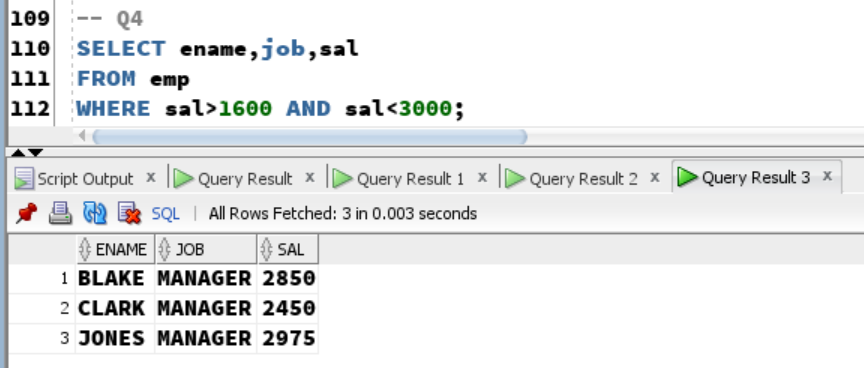 109 -- Q4
110 SELECT ename,job,sal
111 FROM emp
112 WHERE sal>1600 AND sal<3000;
Script Output x Query Result x Query Result 1 x Query Result 2 x Query Result 3 x
SQL | All Rows Fetched: 3 in 0.003 seconds
ENAME JOB SAL
1 BLAKE MANAGER 2850
2 CLARK MANAGER 2450
3 JONES MANAGER 2975